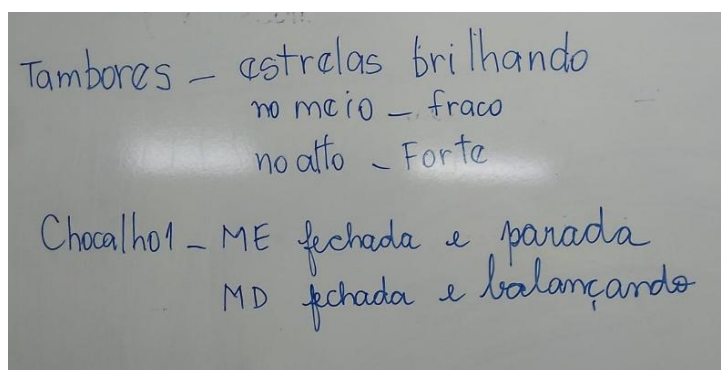 Tambores - estrelas brilhando
no meio - fraco
no alto - Forte
Chocalho1 - ME fechada e parada
MD fechada e balançando